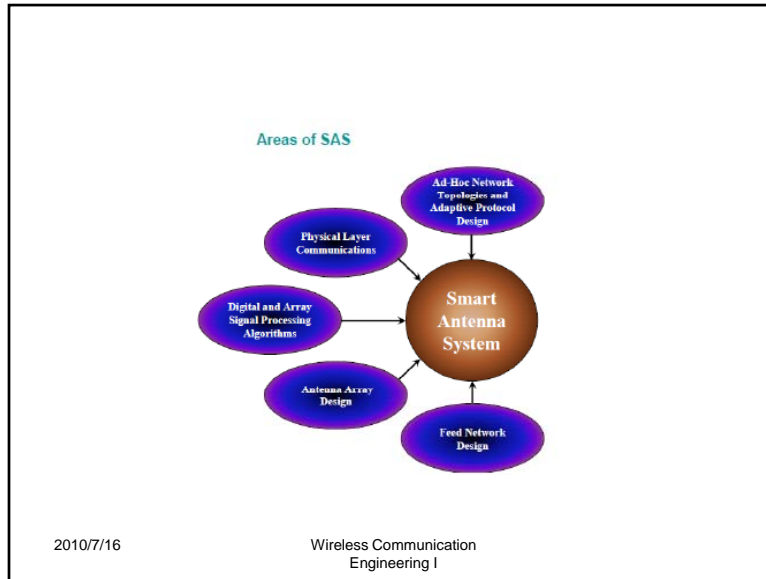 Areas of SAS
Ad-Hoc Network
Topologies and
Adaptive Protocol
Design
Physical Layer
Communications
Digital and Array
Signal Processing
Algorithms
Smart
Antenna
System
Antenna Array
Design
Feed Network
Design
2010/7/16
Wireless Communication
Engineering I